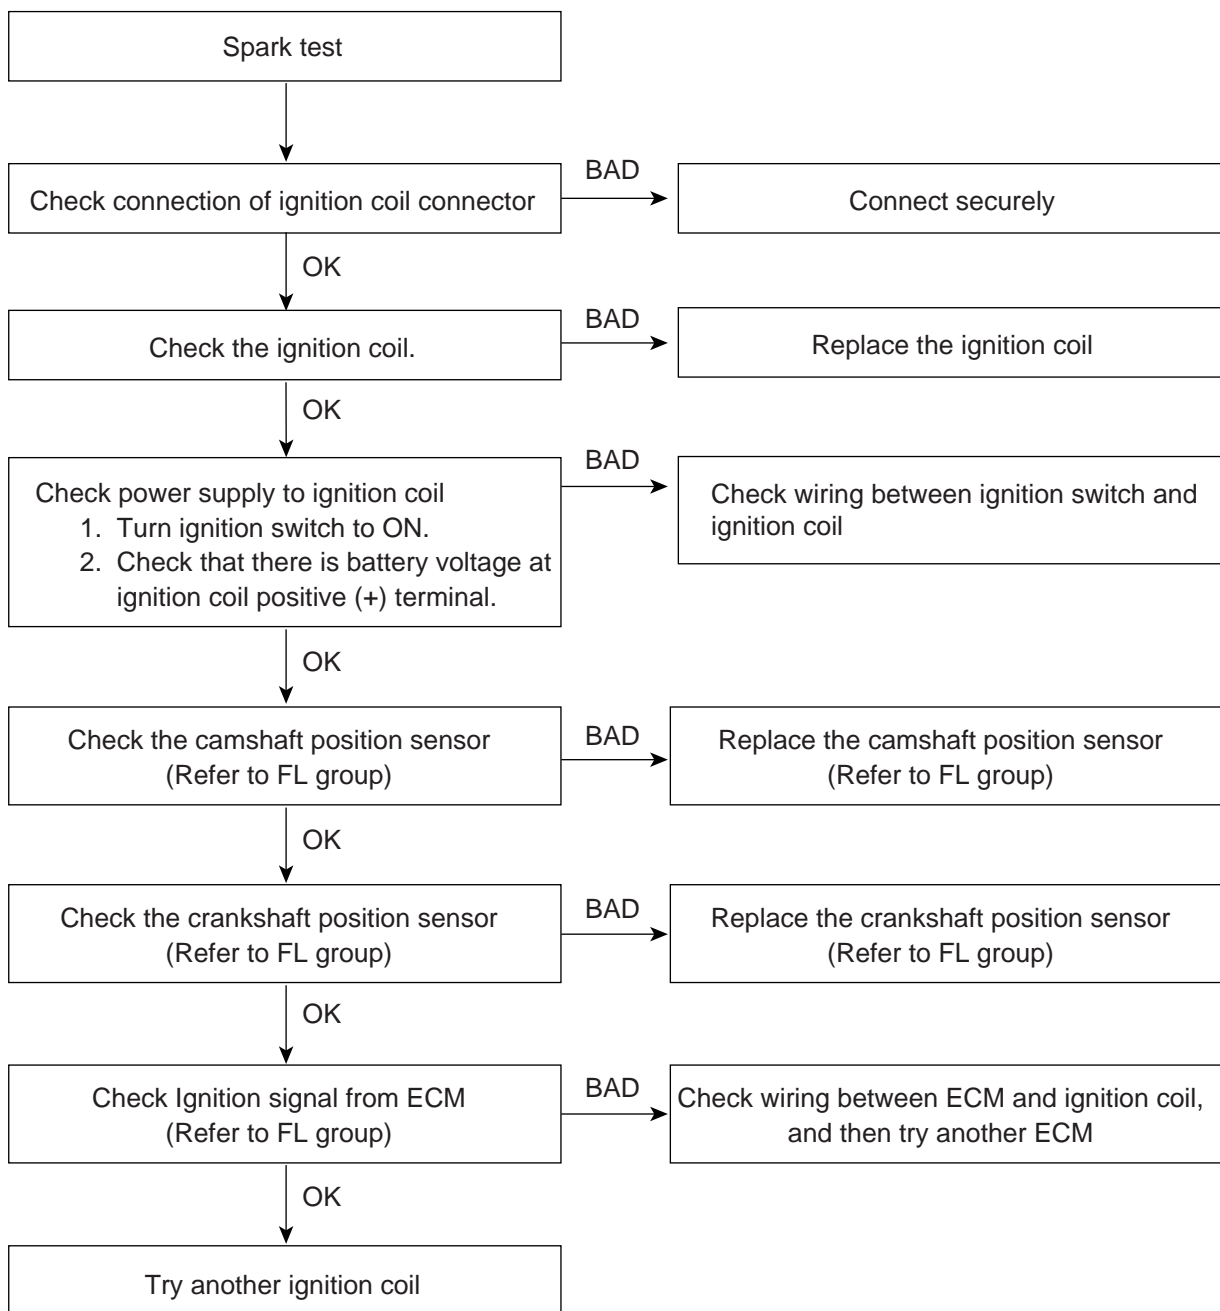 Spark test
BAD
Check connection of ignition coil connector
Connect securely
OK
BAD
Check the ignition coil.
Replace the ignition coil
OK
BAD
Check power supply to ignition coil
1. Turn ignition switch to ON.
2. Check that there is battery voltage at
ignition coil positive (+) terminal.
Check wiring between ignition switch and
ignition coil
OK
Check the camshaft position sensor
(Refer to FL group)
BAD
Replace the camshaft position sensor
(Refer to FL group)
OK
Check the crankshaft position sensor
(Refer to FL group)
BAD
Replace the crankshaft position sensor
(Refer to FL group)
OK
Check Ignition signal from ECM
(Refer to FL group)
BAD
Check wiring between ECM and ignition coil,
and then try another ECM
OK
Try another ignition coil